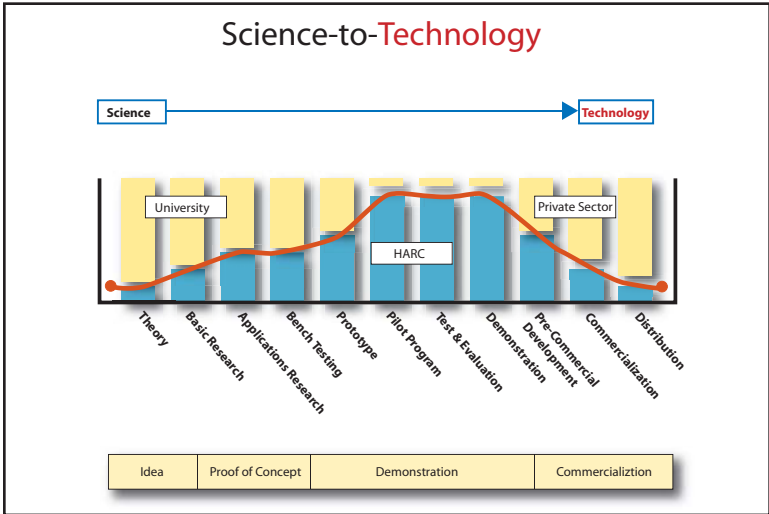 Science-to-Technology
Science
Technology
University
Private Sector
HARC
Theory
Basic Research
Applications Research
Bench Testing
Prototype
Pilot Program
Test & Evaluation
Demonstration
Pre-Commercial
Development
Commercialization
Distribution
Idea
Proof of Concept
Demonstration
Commercializtion